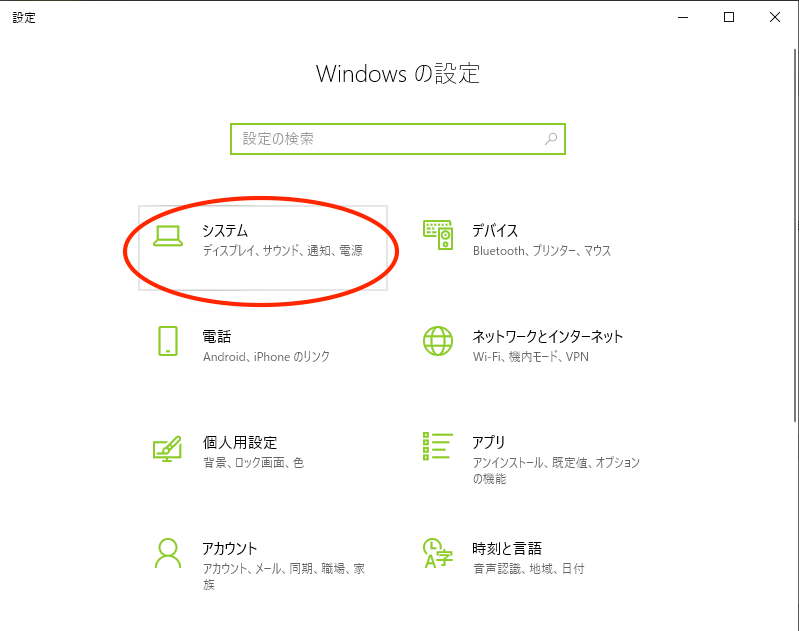 設定
Windows の設定
設定の検索
システム
ディスプレイ、サウンド、通知、電源
デバイス
Bluetooth、プリンター、マウス
電話
Android、iPhone のリンク
ネットワークとインターネット
Wi-Fi、機内モード、VPN
個人用設定
背景、ロック画面、色
アプリ
アンインストール、既定値、オプション
の機能
アカウント
アカウント、メール、同期、職場、家
族
時刻と言語
音声認識、地域、日付